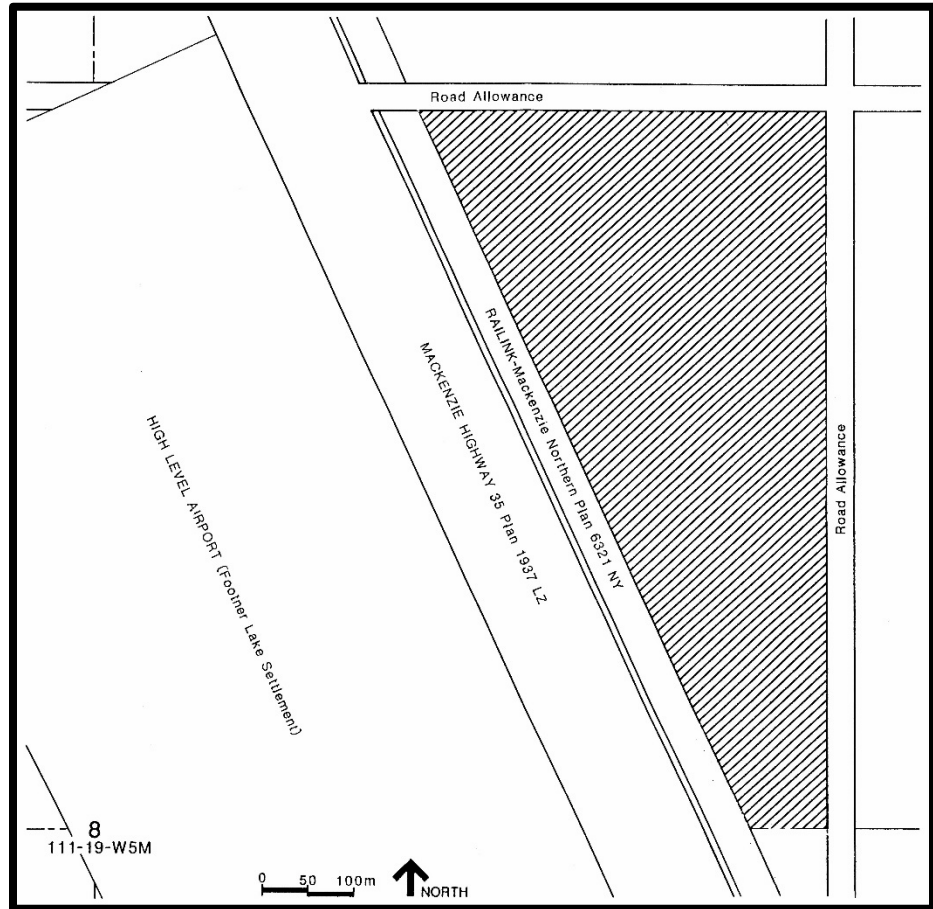 Road Allowance
RAILINK-Mackenzie Northern Plan 6321 NY
MACKENZIE HIGHWAY 35 Plan 1937 LZ
HIGH LEVEL AIRPORT (Footner Lake Settlement)
Road Allowance
8
111-19-W5M
0 50 100m
NORTH